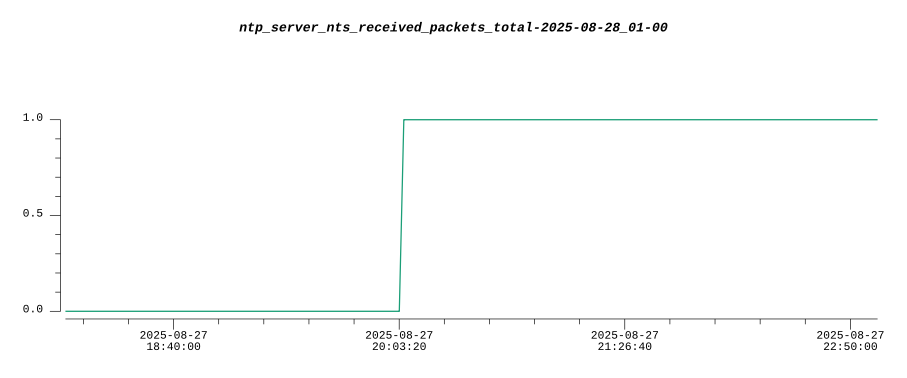 ntp_server_nts_received_packets_total-2025-08-28_01-00
1.0
0.5
0.0
2025-08-27 2025-08-27 2025-08-27 2025-08-27
18:40:00 20:03:20 21:26:40 22:50:00